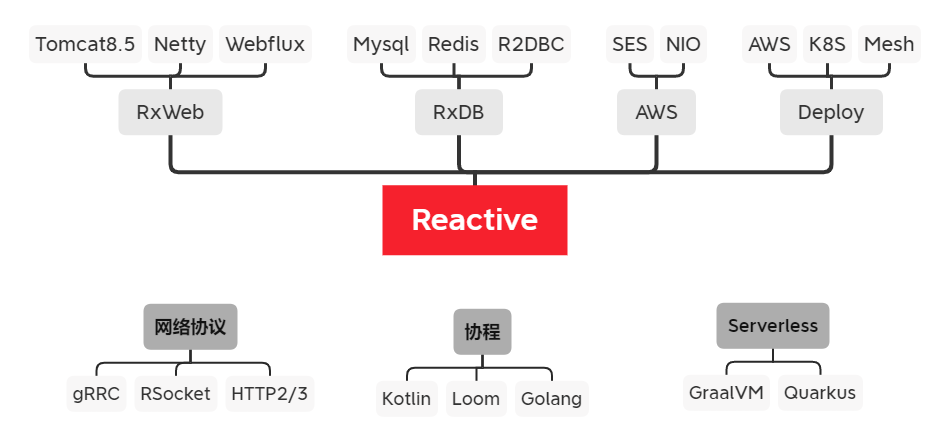 Tomcat8.5 Netty Webflux Mysql Redis R2DBC SES NIO AWS K8S Mesh
RxWeb RxDB AWS Deploy
Reactive
网络协议 协程 Serverless
gRRC RSocket HTTP2/3 Kotlin Loom Golang GraalVM Quarkus